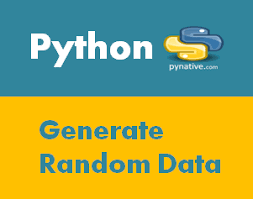 Python
pynative.com
Generate
Random Data